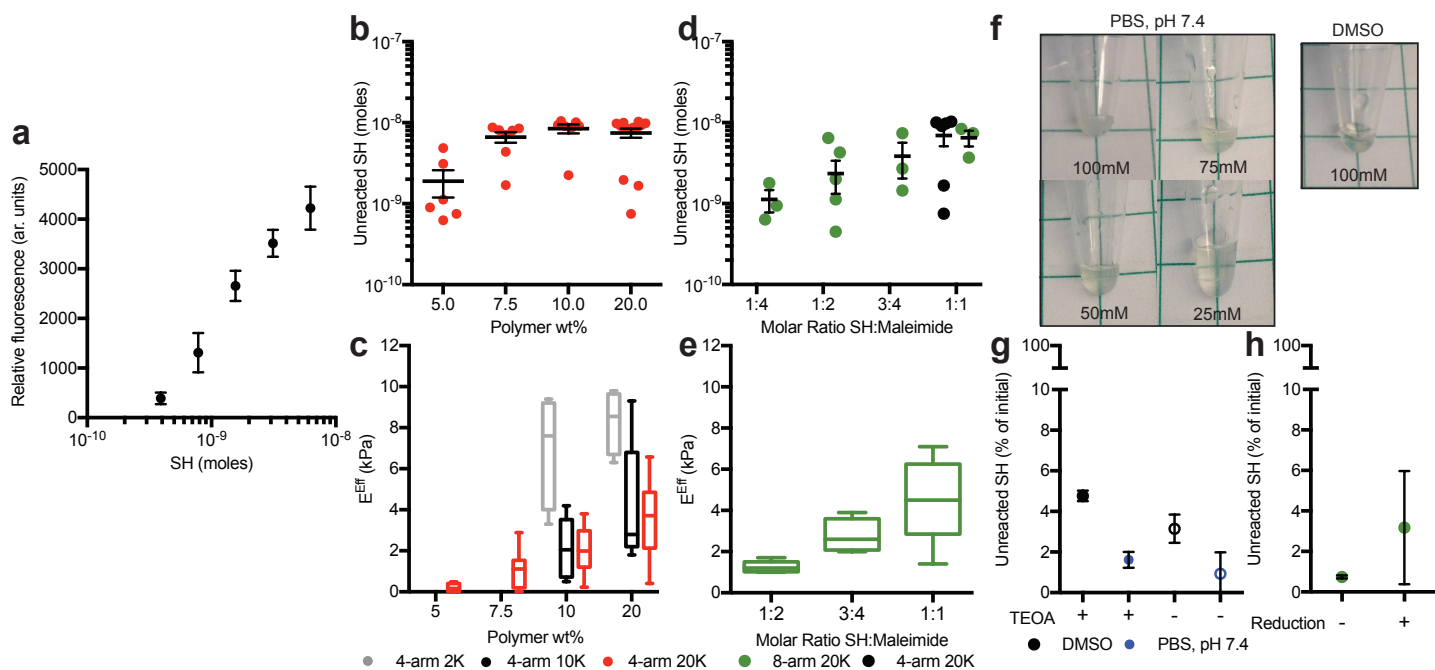 a
Relative fluorescence (ar. units)
5000
4000
3000
2000
1000
0
10-10
10-9
10-8
SH (moles)
b
Unreacted SH (moles)
10-7
10-8
10-9
10-10
5.0
7.5
10.0
20.0
Polymer wt%
c
EEff (kPa)
12
10
8
6
4
2
0
5
7.5
10
20
Polymer wt%
d
Unreacted SH (moles)
10-7
10-8
10-9
10-10
1:4
1:2
3:4
1:1
Molar Ratio SH:Maleimide
e
EEff (kPa)
12
10
8
6
4
2
0
1:2
3:4
1:1
Molar Ratio SH:Maleimide
4-arm 2K
4-arm 10K
4-arm 20K
8-arm 20K
4-arm 20K
f
PBS, pH 7.4
DMSO
100mM
75mM
100mM
50mM
25mM
g
Unreacted SH (% of initial)
100
10
8
6
4
2
0
TEOA
+
+
-
-
DMSO
PBS, pH 7.4
h
Unreacted SH (% of initial)
100
10
8
6
4
2
0
Reduction
-
+